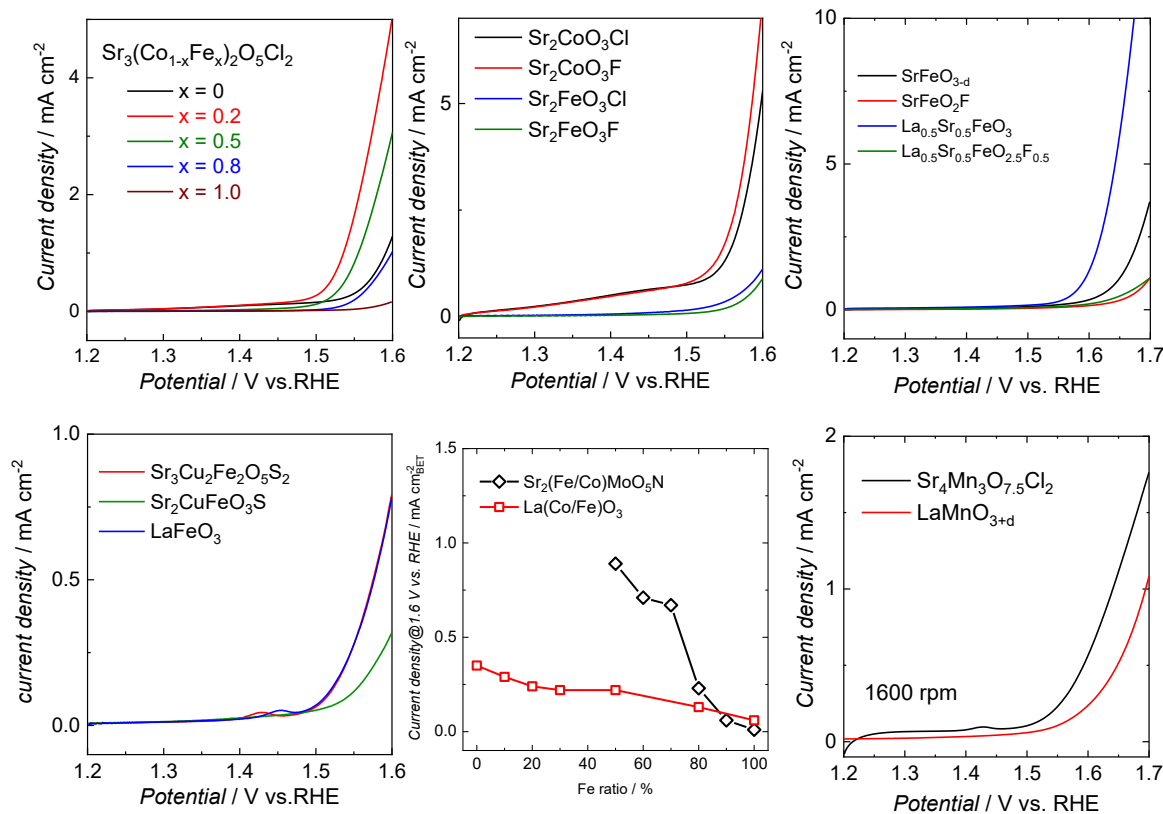 Sr3(Co1-xFex)2O5Cl2
x = 0
x = 0.2
x = 0.5
x = 0.8
x = 1.0
4
2
0
1.2 1.3 1.4 1.5 1.6
Current density / mA cm-2
Potential / V vs.RHE
Sr2CoO3Cl
Sr2CoO3F
Sr2FeO3Cl
Sr2FeO3F
5
0
1.2 1.3 1.4 1.5 1.6
Current density / mA cm-2
Potential / V vs.RHE
SrFeO3-d
SrFeO2F
La0.5Sr0.5FeO3
La0.5Sr0.5FeO2.5F0.5
10
5
0
1.2 1.3 1.4 1.5 1.6 1.7
Current density / mA cm-2
Potential / V vs. RHE
Sr3Cu2Fe2O5S2
Sr2CuFeO3S
LaFeO3
1.0
0.5
0.0
1.2 1.3 1.4 1.5 1.6
current density / mA cm-2
Potential / V vs.RHE
Sr2(Fe/Co)MoO5N
La(Co/Fe)O3
1.5
1.0
0.5
0.0
0 20 40 60 80 100
Current density@1.6 V vs. RHE / mA cm-2BET
Fe ratio / %
Sr4Mn3O7.5Cl2
LaMnO3+d
1600 rpm
2
1
0
1.2 1.3 1.4 1.5 1.6 1.7
Current density / mA cm-2
Potential / V vs. RHE